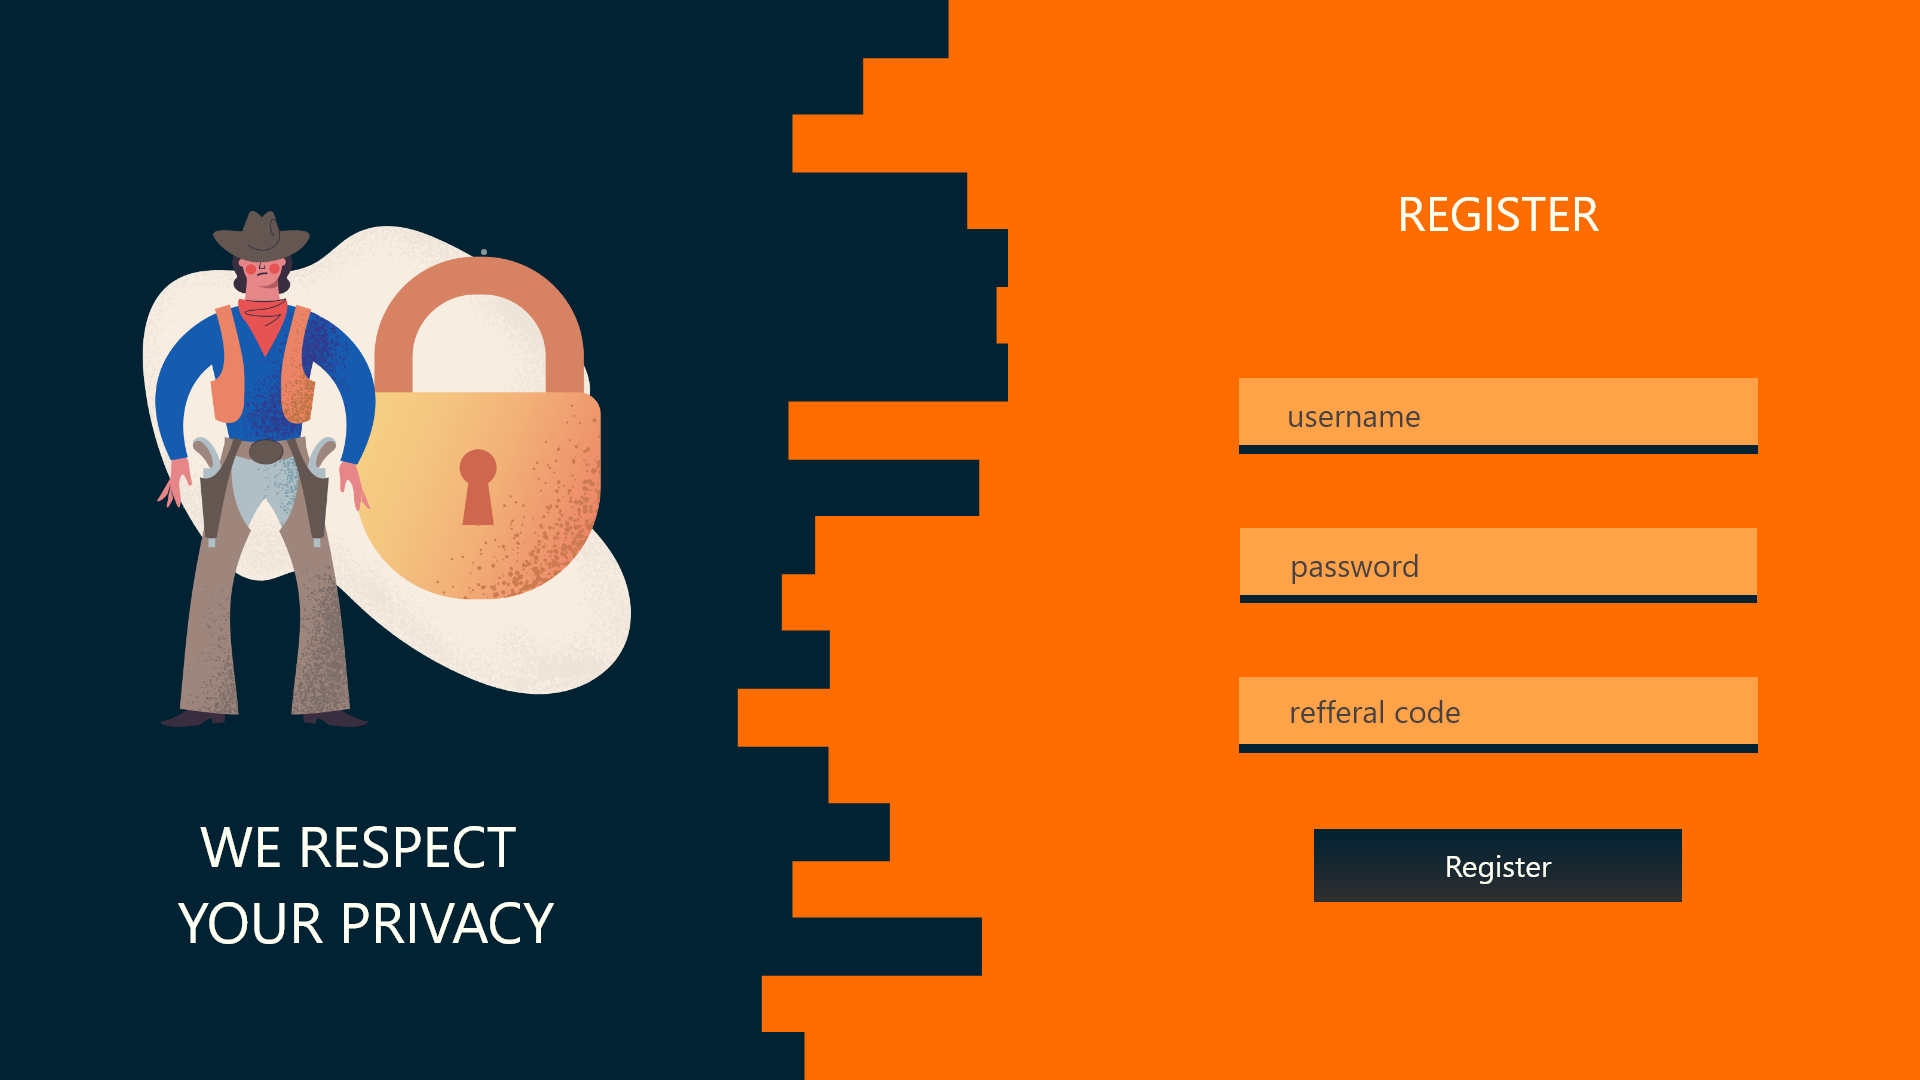 WE RESPECT
YOUR PRIVACY
REGISTER
username
password
refferal code
Register